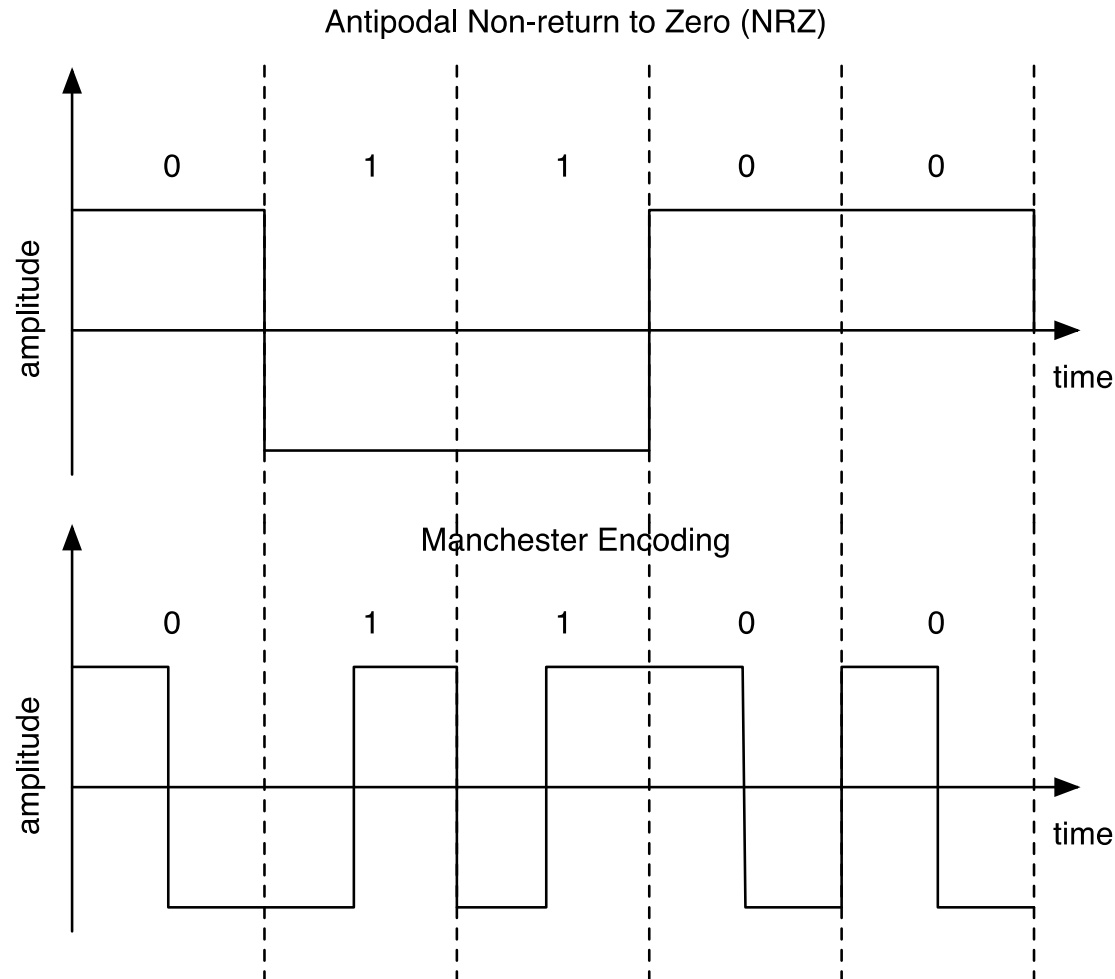 Antipodal Non-return to Zero (NRZ)
0 1 1 0 0
amplitude
time
Manchester Encoding
0 1 1 0 0
amplitude
time